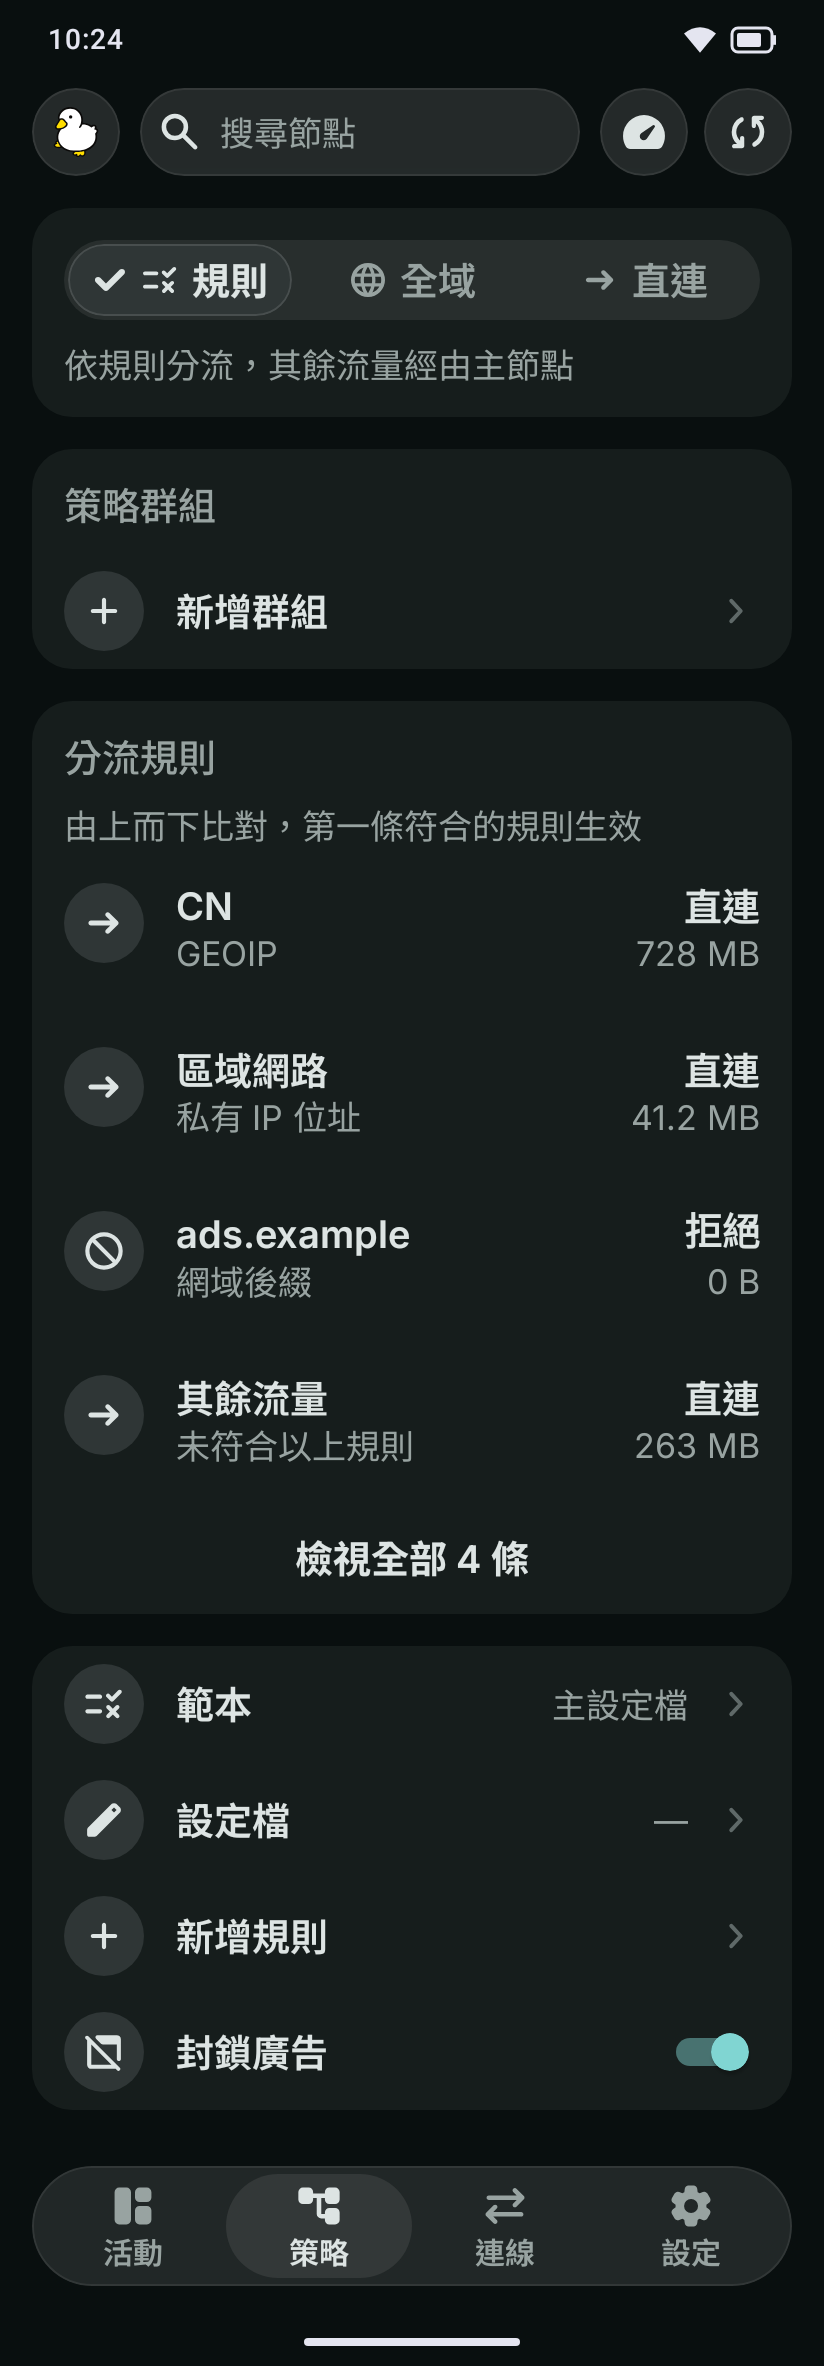 10:24
搜尋節點
規則
全域
直連
依規則分流，其餘流量經由主節點
策略群組
新增群組
分流規則
由上而下比對，第一條符合的規則生效
CN
直連
GEOIP
728 MB
區域網路
直連
私有 IP 位址
41.2 MB
ads.example
拒絕
網域後綴
0 B
其餘流量
直連
未符合以上規則
263 MB
檢視全部 4 條
範本
主設定檔
設定檔
—
新增規則
封鎖廣告
活動
策略
連線
設定